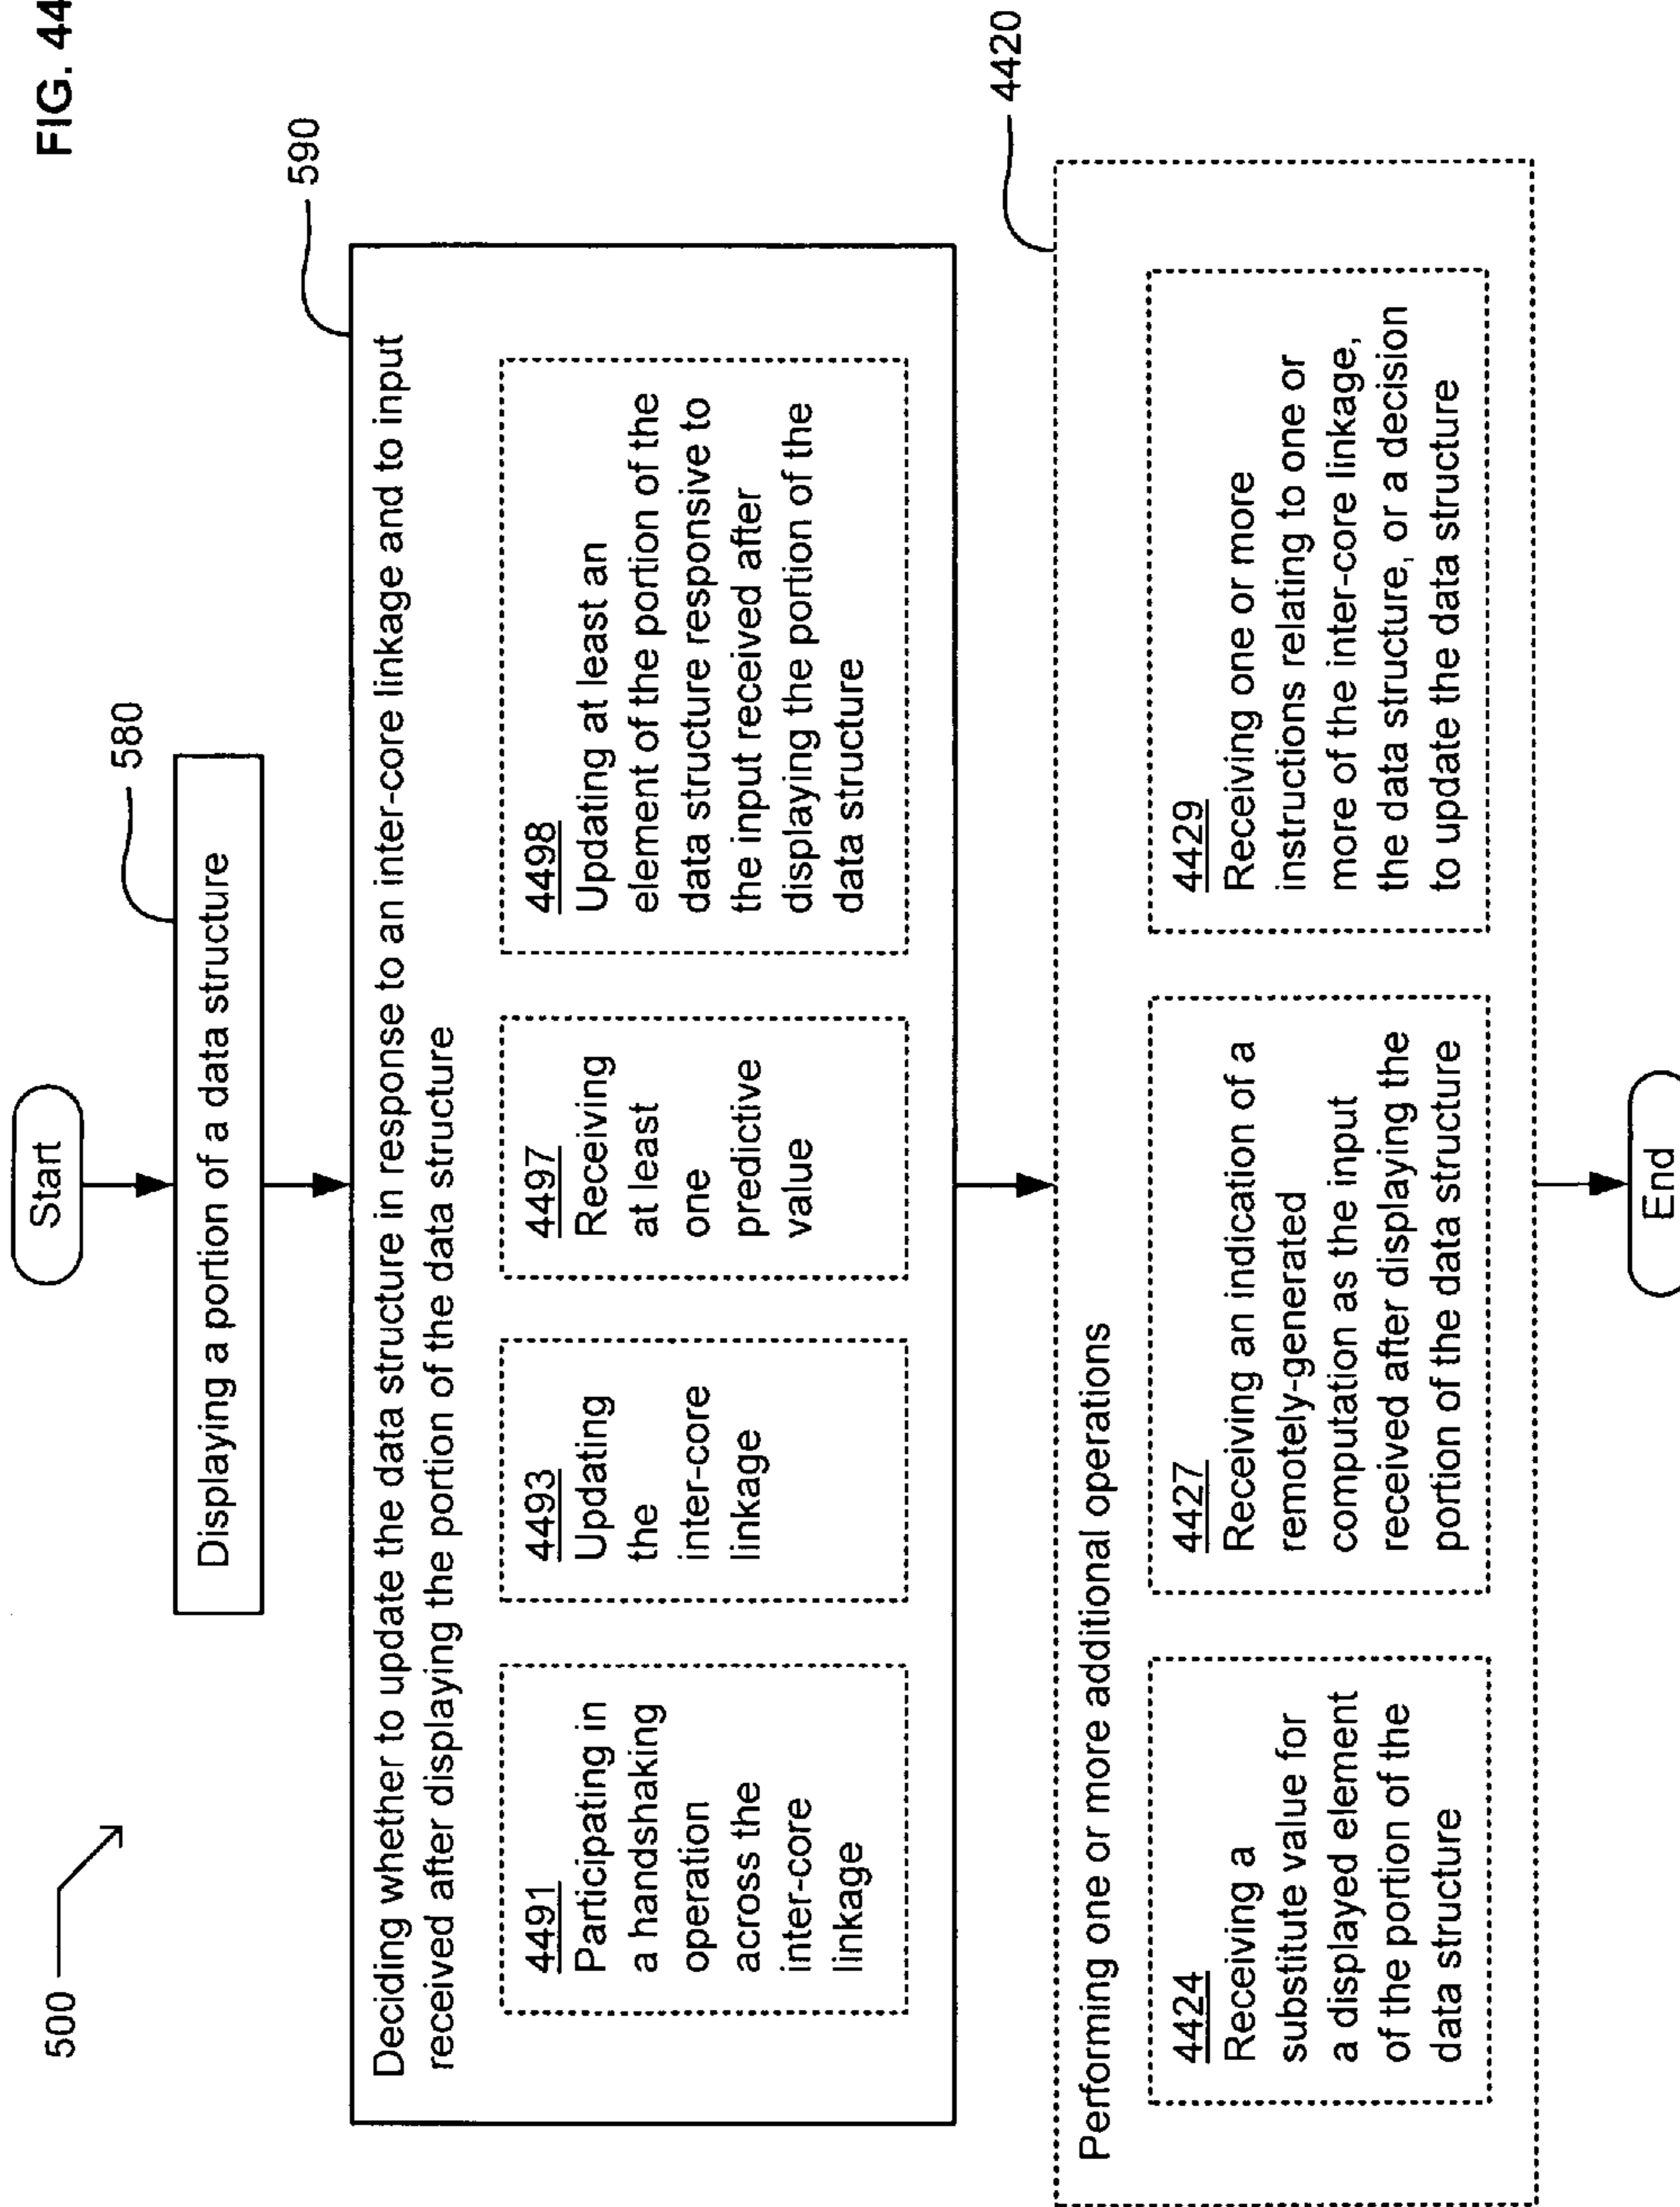 FIG. 44
500
Start
580
Displaying a portion of a data structure
590
Deciding whether to update the data structure in response to an inter-core linkage and to input
received after displaying the portion of the data structure
4491
Participating in
a handshaking
operation
across the
inter-core
linkage
4493
Updating
the
inter-core
linkage
4497
Receiving
at least
one
predictive
value
4498
Updating at least an
element of the portion of the
data structure responsive to
the input received after
displaying the portion of the
data structure
4420
Performing one or more additional operations
4424
Receiving a
substitute value for
a displayed element
of the portion of the
data structure
4427
Receiving an indication of a
remotely-generated
computation as the input
received after displaying the
portion of the data structure
4429
Receiving one or more
instructions relating to one or
more of the inter-core linkage,
the data structure, or a decision
to update the data structure
End